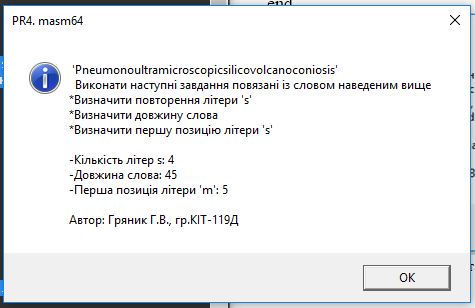 end
PR4. masm64
'Pneumonoultramicroscopicsilicovolcanoconiosis'
Виконати наступні завдання повязані із словом наведеним вище
*Визначити повторення літери 's'
*Визначити довжину слова
*Визначити першу позицію літери 's'
-Кількість літер s: 4
-Довжина слова: 45
-Перша позиція літери 'm': 5
Автор: Гряник Г.В., гр.КІТ-119Д
OK